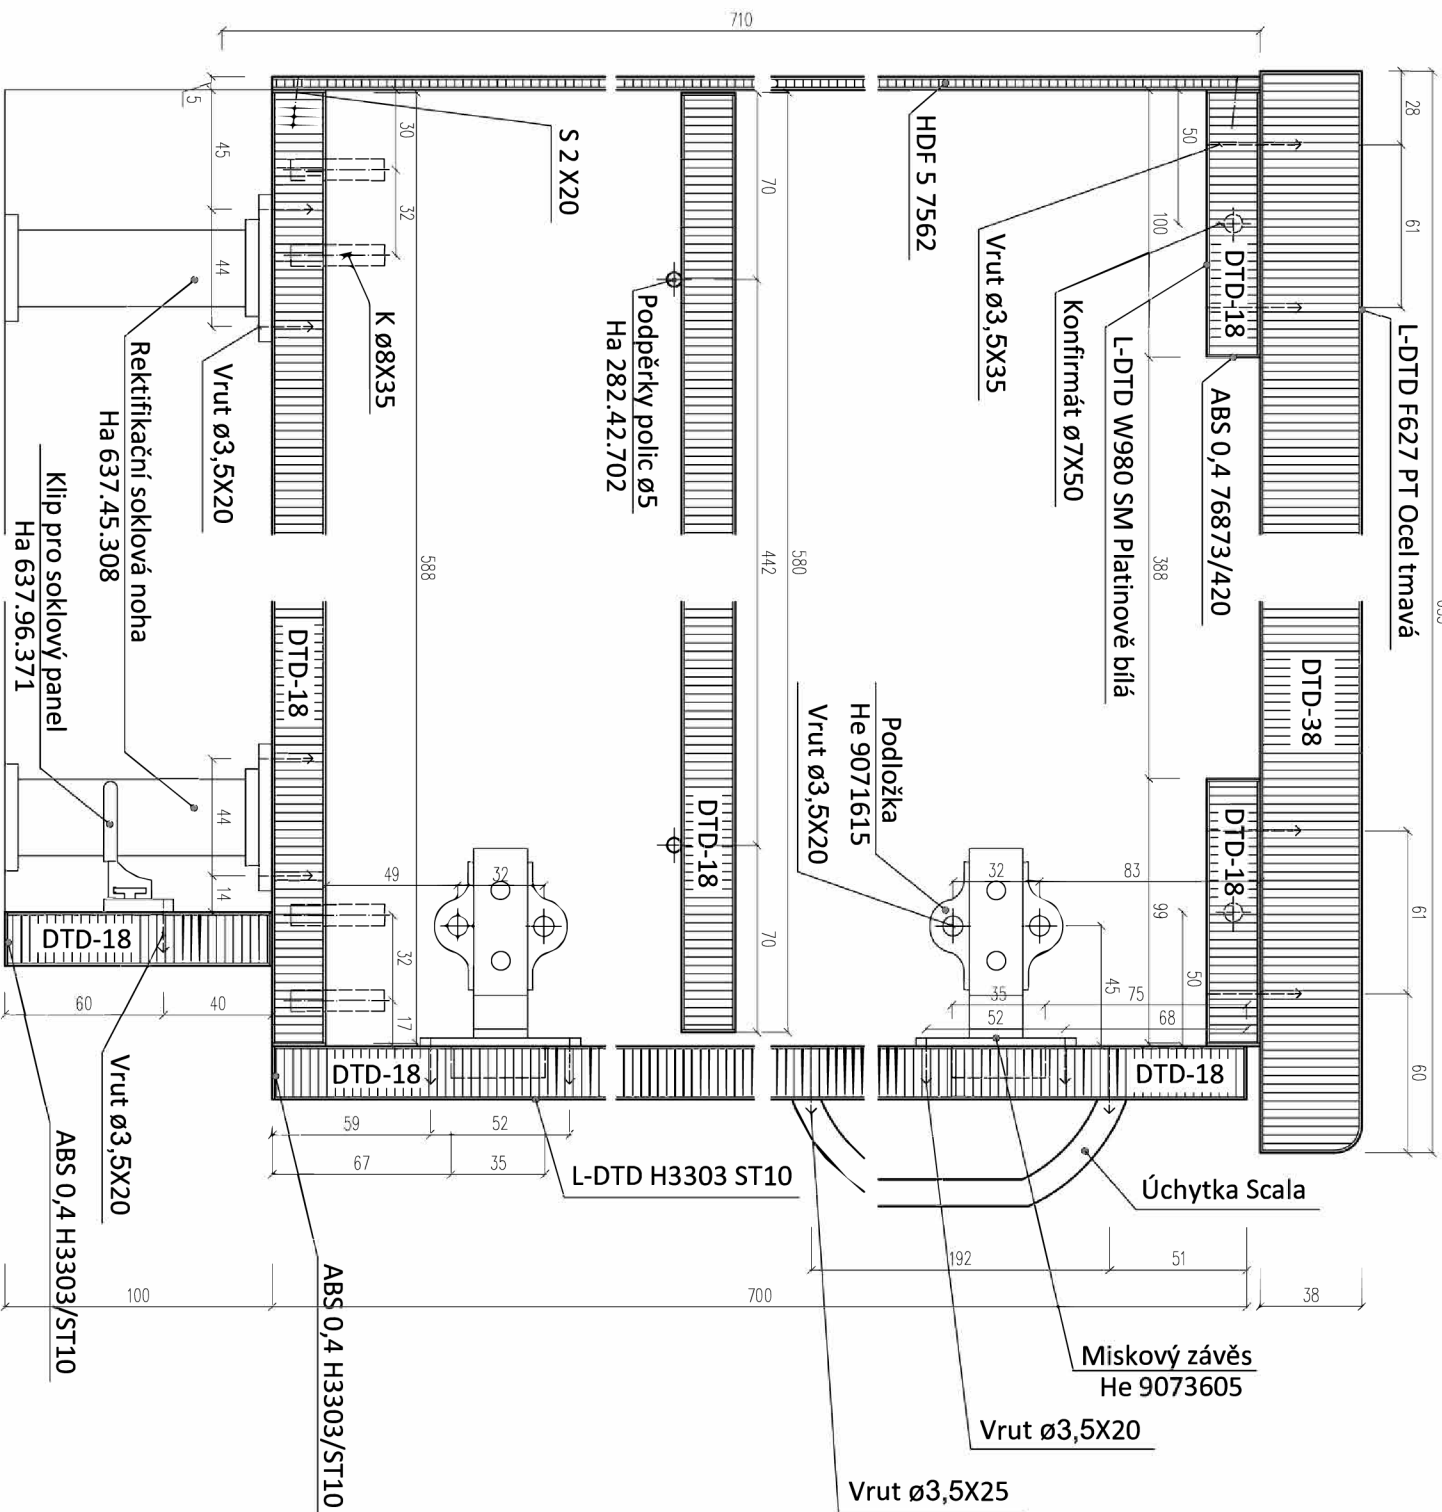 710
28
61
L-DTD F627 PT Ocel tmavá
DTD-38
61
60
5
45
30
32
44
S 2 X20
K ø8X35
Vrut ø3,5X20
Rektifikační soklová noha
Ha 637.45.308
Klip pro soklový panel
Ha 637.96.371
70
580
442
70
Podpěrky polic ø5
Ha 282.42.702
HDF 5 7562
50
100
Vrut ø3,5X35
Konfirmát ø7X50
L-DTD W980 SM Platinově bílá
ABS 0,4 76873/420
DTD-18
388
588
DTD-18
DTD-18
DTD-18
Podložka
He 9071615
Vrut ø3,5X20
44
14
49
32
32
17
32
83
99
50
45
35
75
52
68
DTD-18
60
40
DTD-18
DTD-18
59
52
67
35
L-DTD H3303 ST10
Úchytka Scala
192
51
100
700
38
Vrut ø3,5X20
ABS 0,4 H3303/ST10
ABS 0,4 H3303/ST10
Miskový závěs
He 9073605
Vrut ø3,5X20
Vrut ø3,5X25